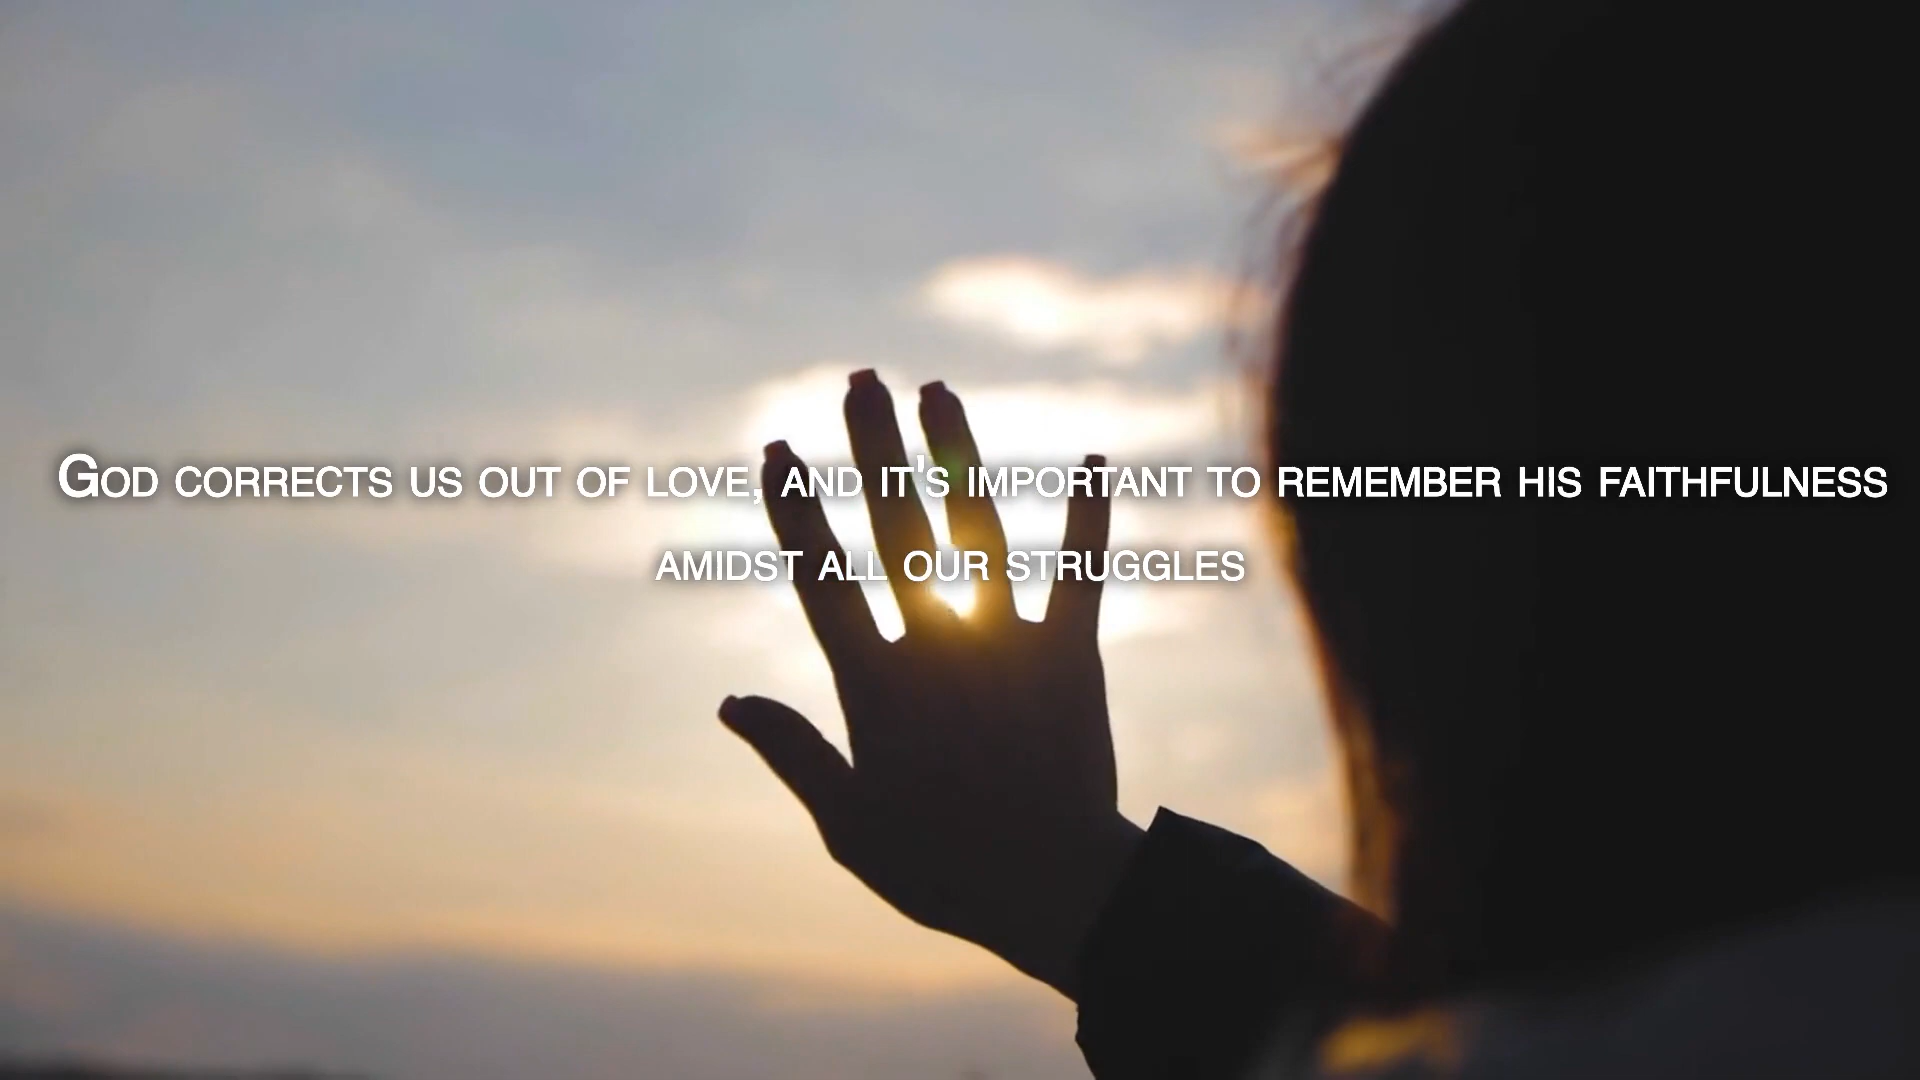 God corrects us out of love, and it's important to remember his faithfulness
amidst all our struggles